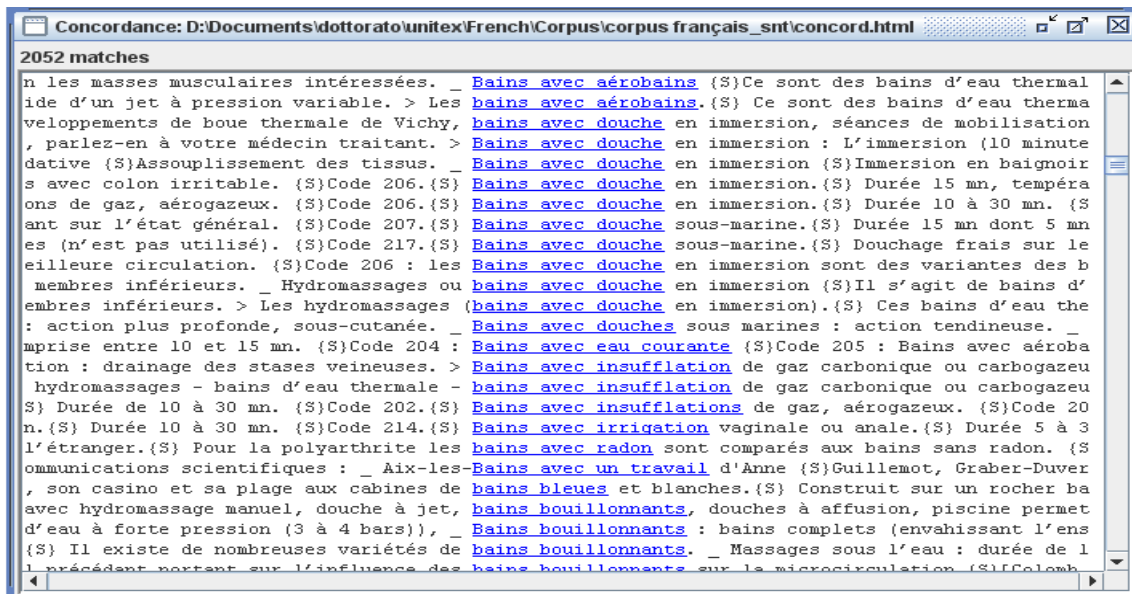 Concordance: D:\Documents\dottorato\unitex\French\Corpus\corpus français_snt\concord.html
2052 matches
n les masses musculaires intéressées. _ Bains avec aérobains {S}Ce sont des bains d'eau thermal
ide d'un jet à pression variable. > Les bains avec aérobains.{S} Ce sont des bains d'eau therma
veloppements de boue thermale de Vichy, bains avec douche en immersion, séances de mobilisation
, parlez-en à votre médecin traitant. > Bains avec douche en immersion : L'immersion (10 minute
dative {S}Assouplissement des tissus. _ Bains avec douche en immersion {S}Immersion en baignoir
s avec colon irritable. {S}Code 206.{S} Bains avec douche en immersion.{S} Durée 15 mn, tempéra
ons de gaz, aérogazeux. {S}Code 206.{S} Bains avec douche en immersion.{S} Durée 10 à 30 mn. {S
ant sur l'état général. {S}Code 207.{S} Bains avec douche sous-marine.{S} Durée 15 mn dont 5 mn
es (n'est pas utilisé). {S}Code 217.{S} Bains avec douche sous-marine.{S} Douchage frais sur le
eilleure circulation. {S}Code 206 : les Bains avec douche en immersion sont des variantes des b
membres inférieurs. _ Hydromassages ou bains avec douche en immersion {S}Il s'agit de bains d'
embres inférieurs. > Les hydromassages (bains avec douche en immersion).{S} Ces bains d'eau the
: action plus profonde, sous-cutanée. _ Bains avec douches sous marines : action tendineuse. _
mprise entre 10 et 15 mn. {S}Code 204 : Bains avec eau courante {S}Code 205 : Bains avec aéroba
tion : drainage des stases veineuses. > Bains avec insufflation de gaz carbonique ou carbogazeu
hydromassages - bains d'eau thermale - bains avec insufflation de gaz carbonique ou carbogazeu
S} Durée de 10 à 30 mn. {S}Code 202.{S} Bains avec insufflations de gaz, aérogazeux. {S}Code 20
n.{S} Durée 10 à 30 mn. {S}Code 214.{S} Bains avec irrigation vaginale ou anale.{S} Durée 5 à 3
l'étranger.{S} Pour la polyarthrite les bains avec radon sont comparés aux bains sans radon. {S
ommunications scientifiques : _ Aix-les-Bains avec un travail d'Anne {S}Guillemot, Graber-Duver
, son casino et sa plage aux cabines de bains bleues et blanches.{S} Construit sur un rocher ba
avec hydromassage manuel, douche à jet, bains bouillonnants, douches à affusion, piscine permet
d'eau à forte pression (3 à 4 bars)), _ Bains bouillonnants : bains complets (envahissant l'ens
{S} Il existe de nombreuses variétés de bains bouillonnants. _ Massages sous l'eau : durée de l
l précédent portant sur l'influence des bains bouillonnants sur la microcirculation {S}[Colomb